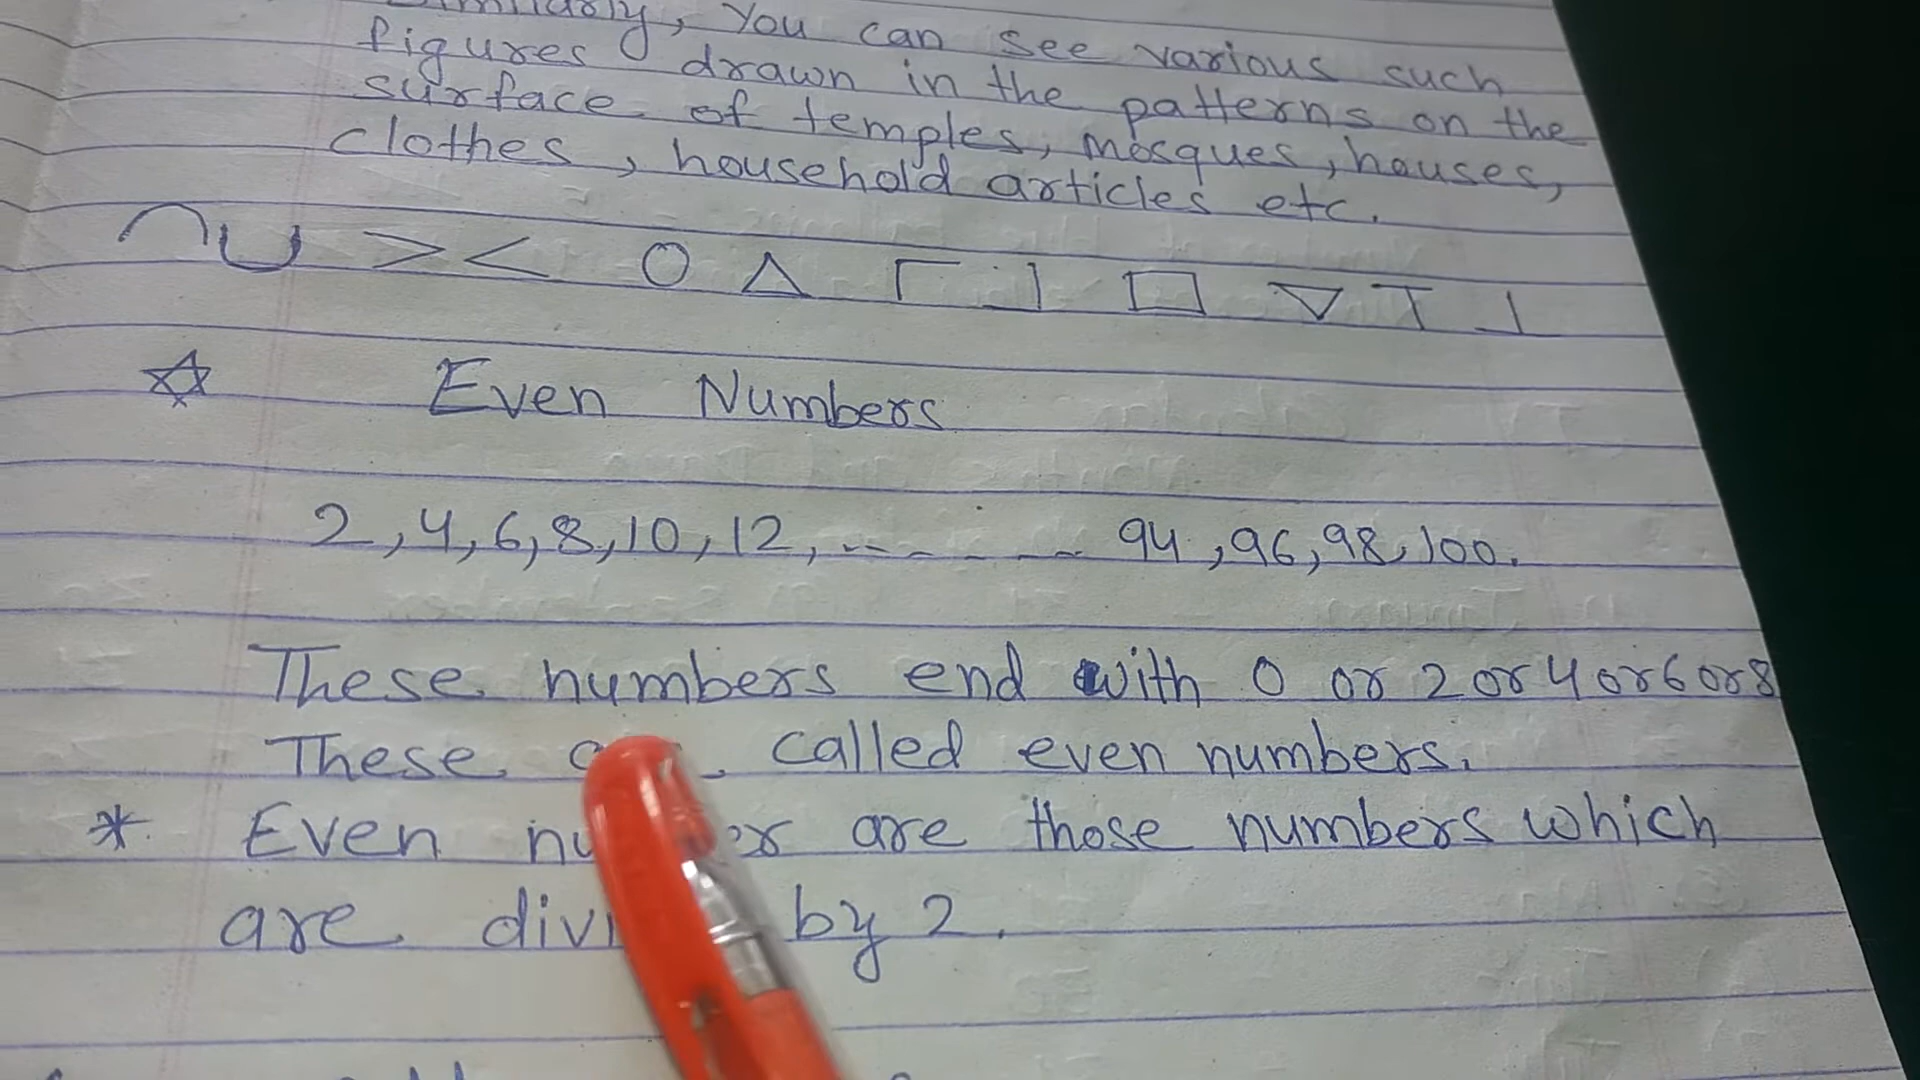 Similarly, You can see various such
figures drawn in the patterns on the
surface of temples, mosques, houses,
clothes, household articles etc.
Even Numbers
2, 4, 6, 8, 10, 12, ------ 94, 96, 98, 100.
These numbers end with 0 or 2 or 4 or 6 or 8
These called even numbers.
* Even are those numbers which
are by 2.